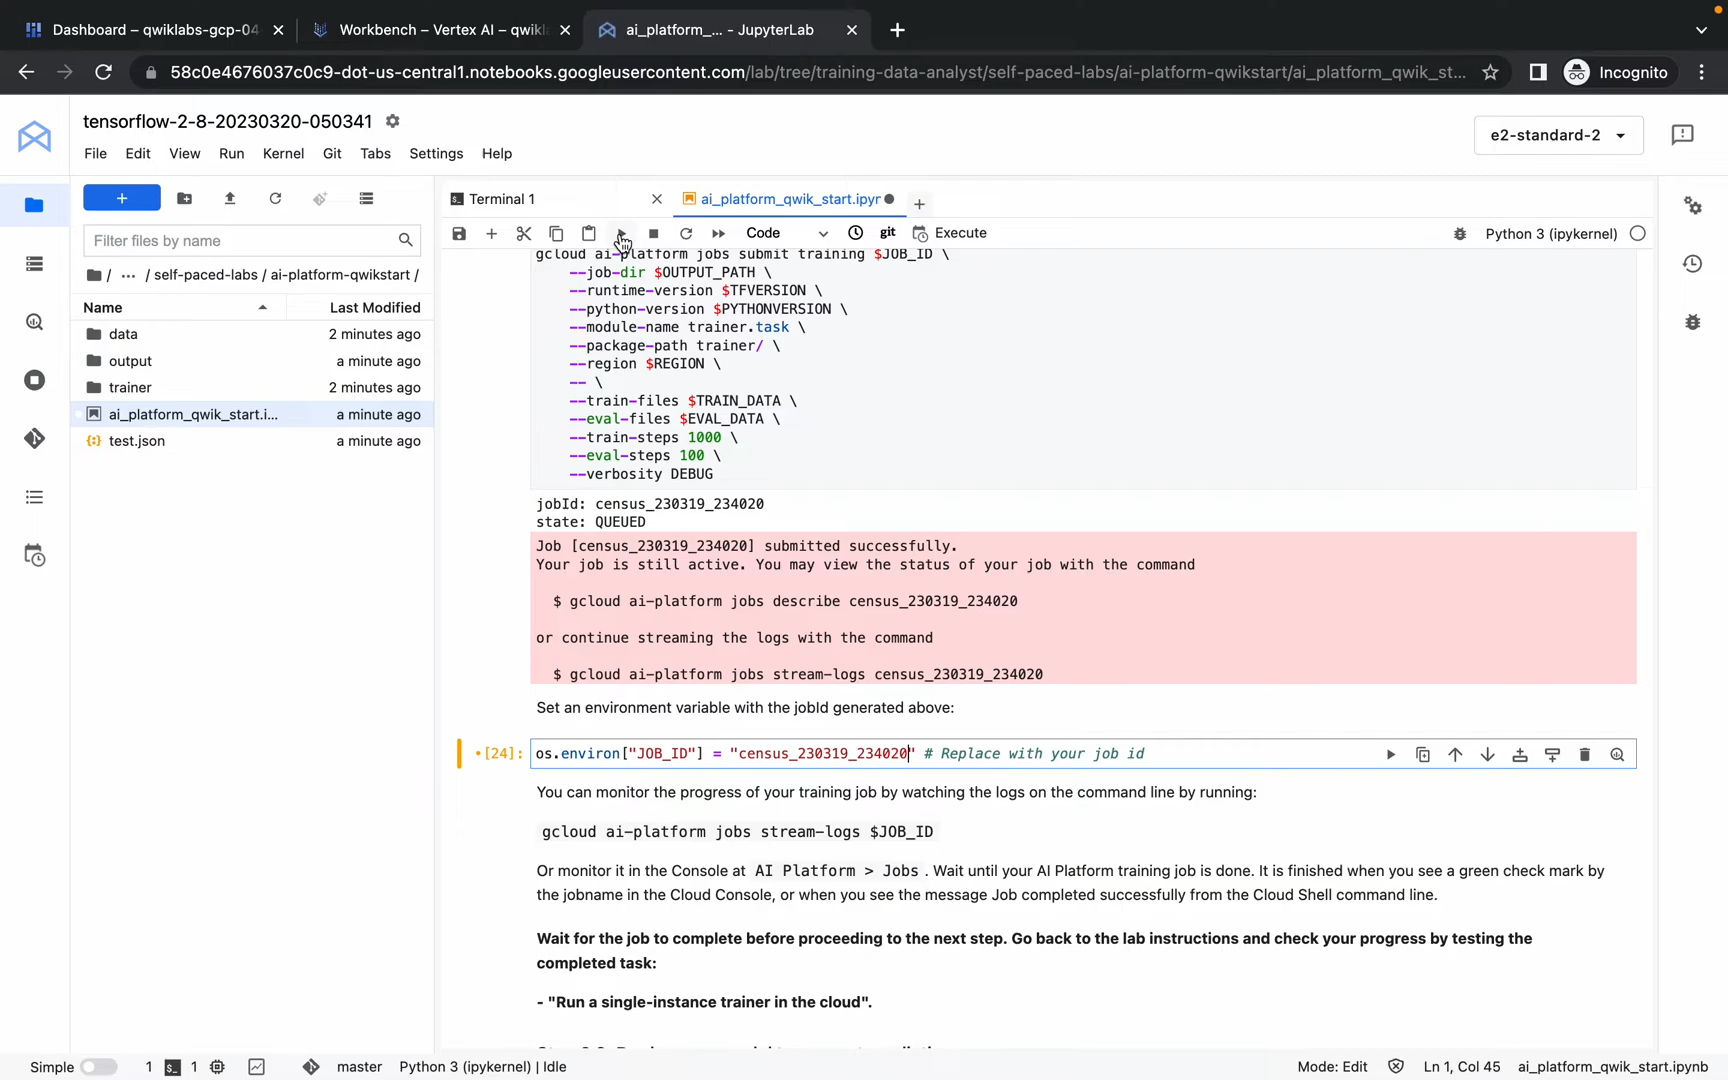 Dashboard – qwiklabs-gcp-04
Workbench – Vertex AI – qwikl
ai_platform_... - JupyterLab
58c0e4676037c0c9-dot-us-central1.notebooks.googleusercontent.com/lab/tree/training-data-analyst/self-paced-labs/ai-platform-qwikstart/ai_platform_qwik_st...
Incognito
tensorflow-2-8-20230320-050341
e2-standard-2
File Edit View Run Kernel Git Tabs Settings Help
Terminal 1
ai_platform_qwik_start.ipyr
Code
git
Execute
Python 3 (ipykernel)
Filter files by name
/ ... / self-paced-labs / ai-platform-qwikstart /
Name Last Modified
data 2 minutes ago
output a minute ago
trainer 2 minutes ago
ai_platform_qwik_start.i... a minute ago
test.json a minute ago
gcloud ai-platform jobs submit training $JOB_ID \
--job-dir $OUTPUT_PATH \
--runtime-version $TFVERSION \
--python-version $PYTHONVERSION \
--module-name trainer.task \
--package-path trainer/ \
--region $REGION \
-- \
--train-files $TRAIN_DATA \
--eval-files $EVAL_DATA \
--train-steps 1000 \
--eval-steps 100 \
--verbosity DEBUG
jobId: census_230319_234020
state: QUEUED
Job [census_230319_234020] submitted successfully.
Your job is still active. You may view the status of your job with the command
$ gcloud ai-platform jobs describe census_230319_234020
or continue streaming the logs with the command
$ gcloud ai-platform jobs stream-logs census_230319_234020
Set an environment variable with the jobId generated above:
[24]: os.environ["JOB_ID"] = "census_230319_234020" # Replace with your job id
You can monitor the progress of your training job by watching the logs on the command line by running:
gcloud ai-platform jobs stream-logs $JOB_ID
Or monitor it in the Console at AI Platform > Jobs . Wait until your AI Platform training job is done. It is finished when you see a green check mark by
the jobname in the Cloud Console, or when you see the message Job completed successfully from the Cloud Shell command line.
Wait for the job to complete before proceeding to the next step. Go back to the lab instructions and check your progress by testing the
completed task:
- "Run a single-instance trainer in the cloud".
Simple 1 1 master Python 3 (ipykernel) | Idle Mode: Edit Ln 1, Col 45 ai_platform_qwik_start.ipynb